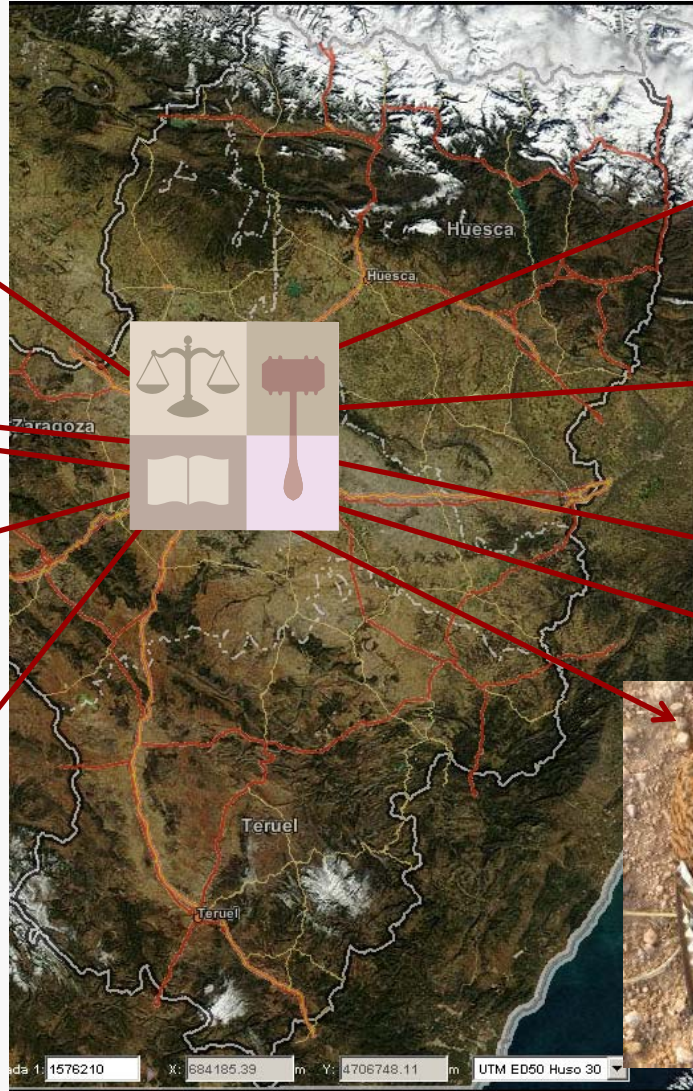 Huesca
Huesca
Zaragoza
Teruel
Teruel
ada 1: 1576210 X: 684185.39 m Y: 4706748.11 m UTM ED50 Huso 30